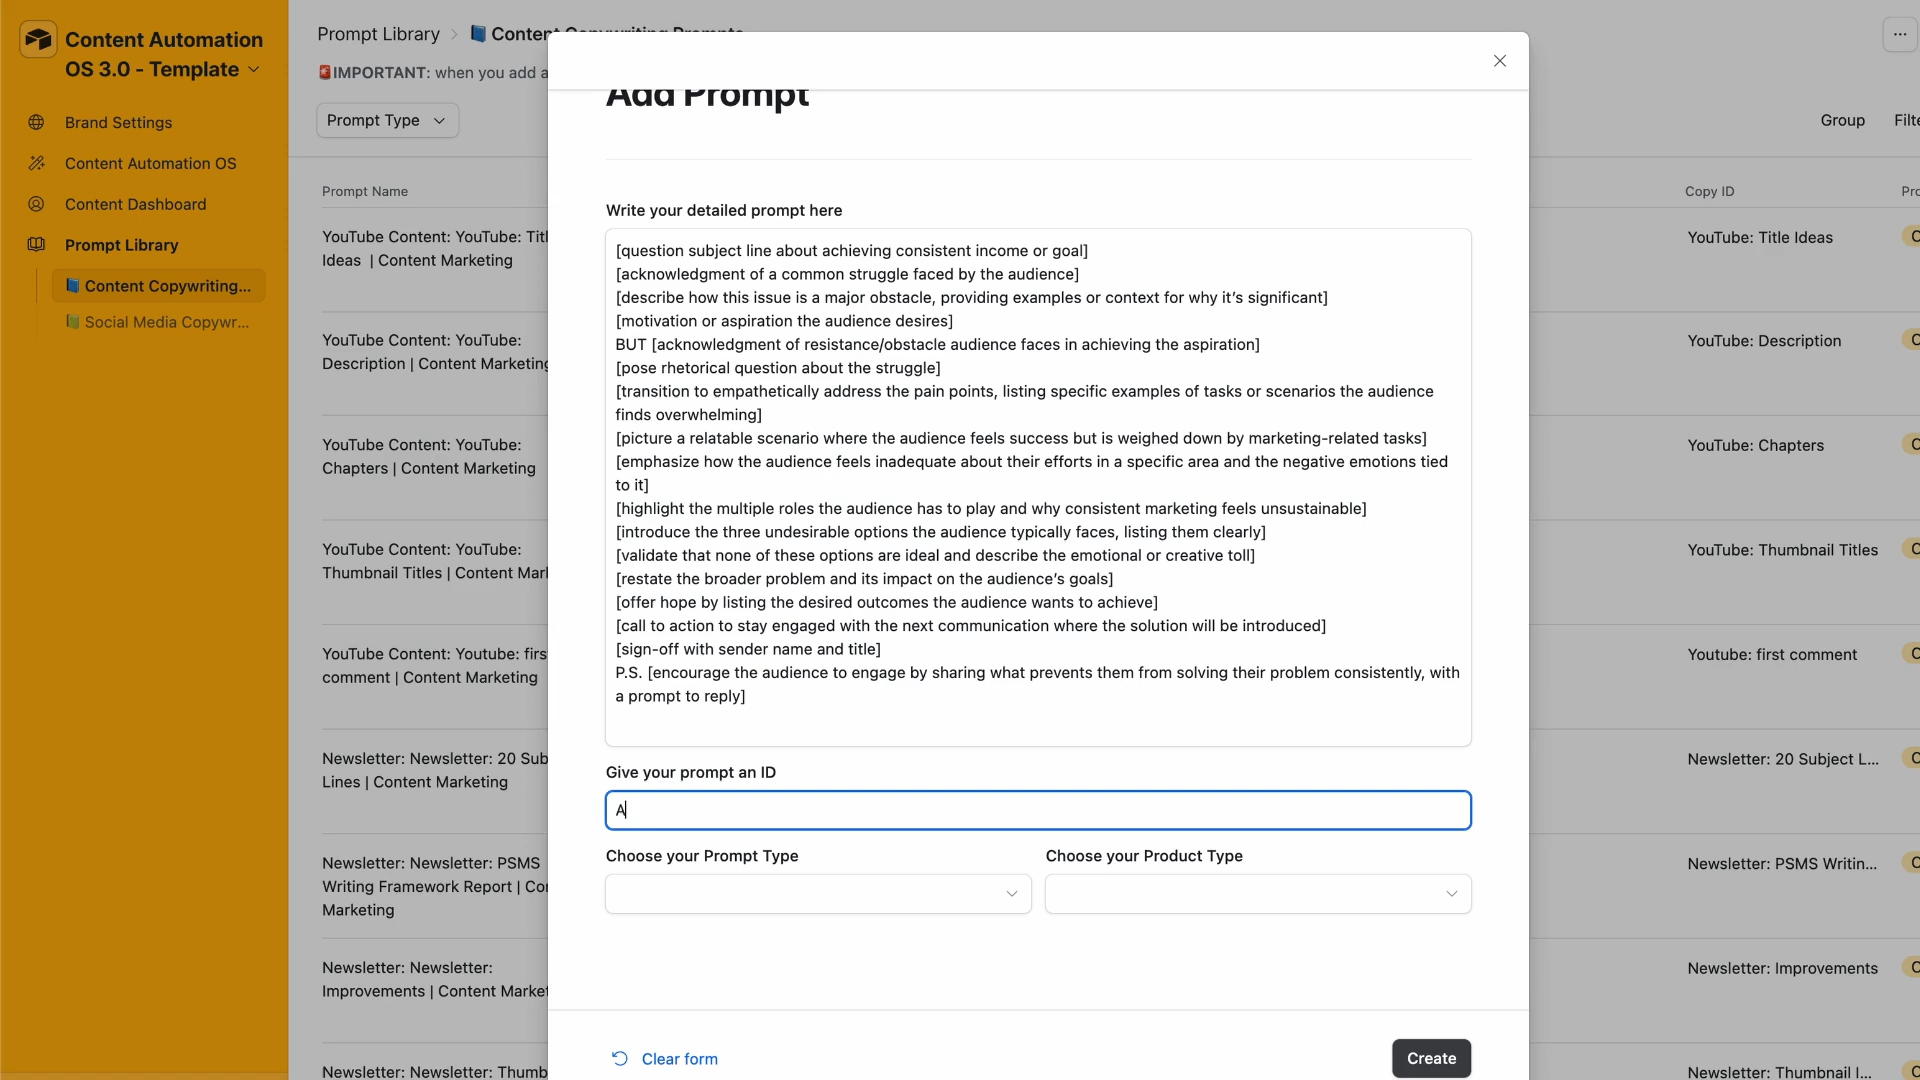 Content Automation
OS 3.0 - Template
Brand Settings
Content Automation OS
Content Dashboard
Prompt Library
Content Copywriting...
Social Media Copywr...
Prompt Library
IMPORTANT: when you add a
Prompt Type
Group
Prompt Name
Copy ID
YouTube Content: YouTube:
Ideas | Content Marketing
YouTube: Title Ideas
YouTube Content: YouTube:
Description | Content Marketing
YouTube: Description
YouTube Content: YouTube:
Chapters | Content Marketing
YouTube: Chapters
YouTube Content: YouTube:
Thumbnail Titles | Content
YouTube: Thumbnail Titles
YouTube Content: Youtube:
comment | Content Marketing
Youtube: first comment
Newsletter: Newsletter: 20
Lines | Content Marketing
Newsletter: 20 Subject L...
Newsletter: Newsletter: PSMS
Writing Framework Report |
Marketing
Newsletter: PSMS Writin...
Newsletter: Newsletter:
Improvements | Content
Newsletter: Improvements
Newsletter: Newsletter:
Newsletter: Thumbnail I...
Add Prompt
Write your detailed prompt here
[question subject line about achieving consistent income or goal]
[acknowledgment of a common struggle faced by the audience]
[describe how this issue is a major obstacle, providing examples or context for why it’s significant]
[motivation or aspiration the audience desires]
BUT [acknowledgment of resistance/obstacle audience faces in achieving the aspiration]
[pose rhetorical question about the struggle]
[transition to empathetically address the pain points, listing specific examples of tasks or scenarios the audience
finds overwhelming]
[picture a relatable scenario where the audience feels success but is weighed down by marketing-related tasks]
[emphasize how the audience feels inadequate about their efforts in a specific area and the negative emotions tied
to it]
[highlight the multiple roles the audience has to play and why consistent marketing feels unsustainable]
[introduce the three undesirable options the audience typically faces, listing them clearly]
[validate that none of these options are ideal and describe the emotional or creative toll]
[restate the broader problem and its impact on the audience’s goals]
[offer hope by listing the desired outcomes the audience wants to achieve]
[call to action to stay engaged with the next communication where the solution will be introduced]
[sign-off with sender name and title]
P.S. [encourage the audience to engage by sharing what prevents them from solving their problem consistently, with
a prompt to reply]
Give your prompt an ID
A
Choose your Prompt Type
Choose your Product Type
Clear form
Create